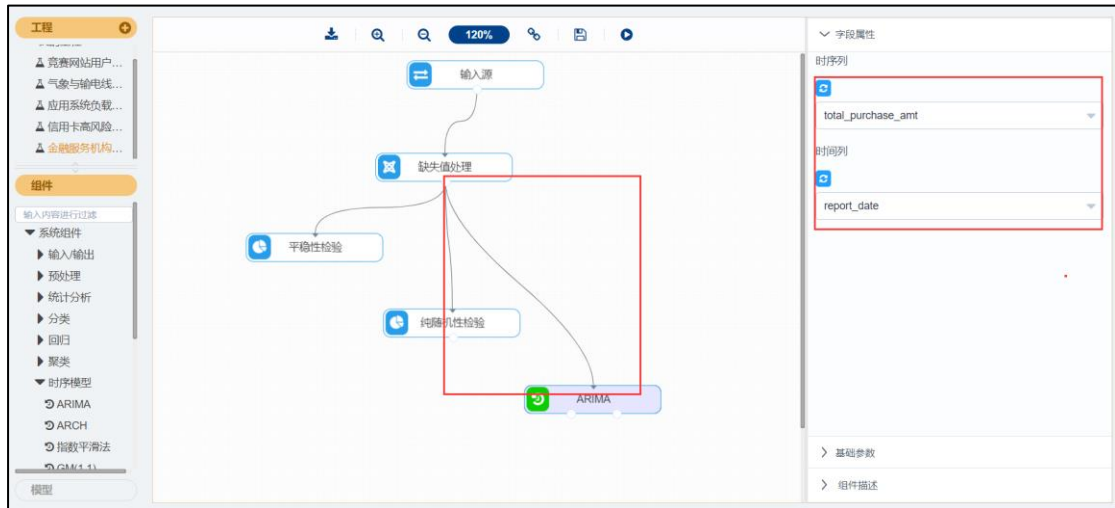 工程
竞赛网站用户...
气象与输电线...
应用系统负载...
信用卡高风险...
金融服务机构...
组件
输入内容进行过滤
系统组件
输入/输出
预处理
统计分析
分类
回归
聚类
时序模型
ARIMA
ARCH
指数平滑法
GM(1,1)
模型
120%
输入源
缺失值处理
平稳性检验
纯随机性检验
ARIMA
字段属性
时序列
total_purchase_amt
时间列
report_date
基础参数
组件描述